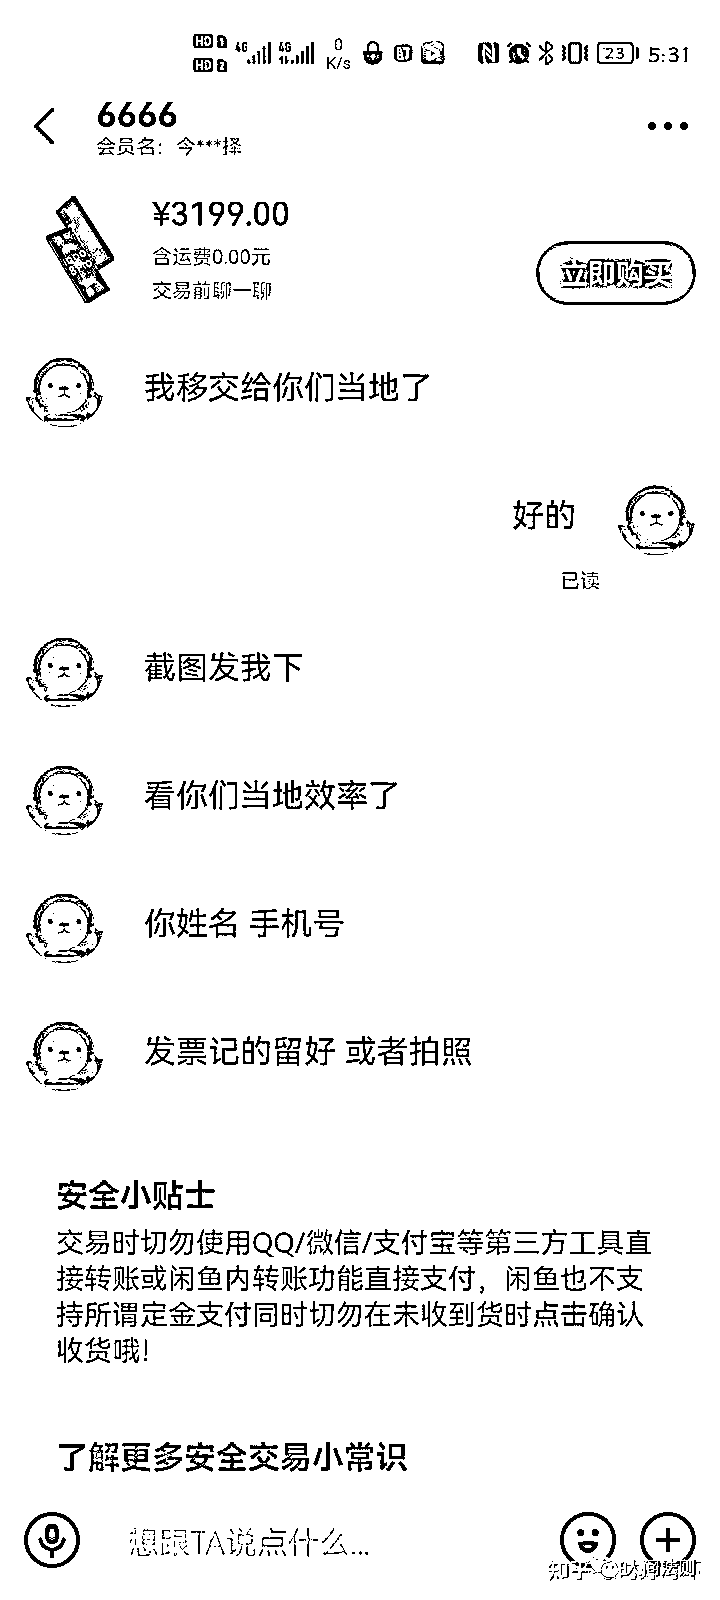 HD 1 4G 4G 0 5:31
HD 2 K/s 23
6666
会员名：今***择
¥3199.00
含运费0.00元
交易前聊一聊
立即购买
我移交给你们当地了
好的
已读
截图发我下
看你们当地效率了
你姓名 手机号
发票记的留好 或者拍照
安全小贴士
交易时切勿使用QQ/微信/支付宝等第三方工具直
接转账或闲鱼内转账功能直接支付，闲鱼也不支
持所谓定金支付同时切勿在未收到货时点击确认
收货哦!
了解更多安全交易小常识
想跟TA说点什么...
知乎